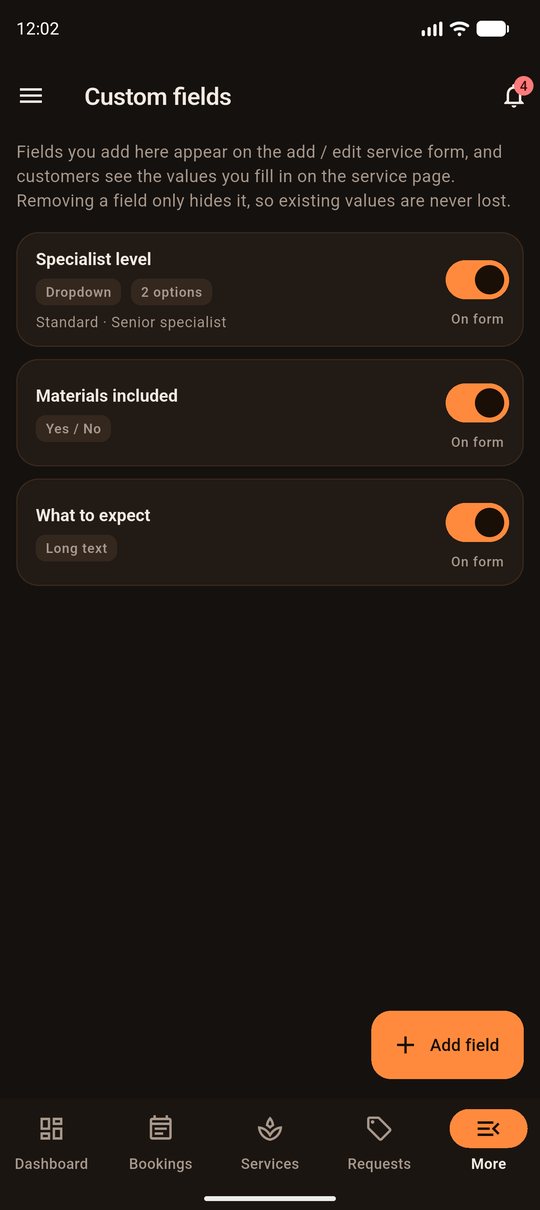 12:02
Custom fields
4
Fields you add here appear on the add / edit service form, and
customers see the values you fill in on the service page.
Removing a field only hides it, so existing values are never lost.
Specialist level
Dropdown
2 options
Standard · Senior specialist
On form
Materials included
Yes / No
On form
What to expect
Long text
On form
Add field
Dashboard
Bookings
Services
Requests
More